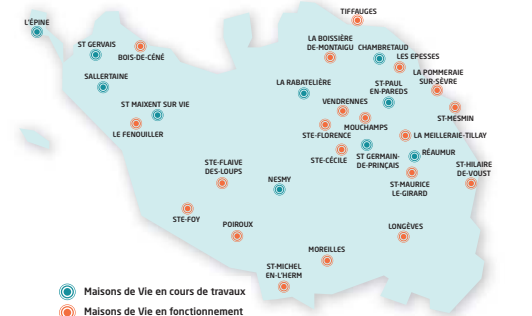 TIFFAUGES
L'ÉPINE
LA BOISSIÈRE
DE-MONTAIGU
CHAMBRETAUD
ST GERVAIS
BOIS-DE-CÉNÉ
LES EPESSES
LA POMMERAIE
SUR-SÈVRE
SALLERTAINE
LA RABATELIÈRE
ST-PAUL
EN-PAREDS
ST MAIXENT SUR VIE
VENDRENNES
ST-MESMIN
LE FENOUILLER
STE-FLORENCE
MOUCHAMPS
LA MEILLERAIE-TILLAY
STE-CÉCILE
ST GERMAIN-
DE-PRINÇAIS
RÉAUMUR
STE-FLAIVE
DES-LOUPS
NESMY
ST-HILAIRE
DE-VOUST
ST-MAURICE
LE-GIRARD
STE-FOY
POIROUX
LONGÈVES
MOREILLES
ST-MICHEL
EN-L'HERM
Maisons de Vie en cours de travaux
Maisons de Vie en fonctionnement